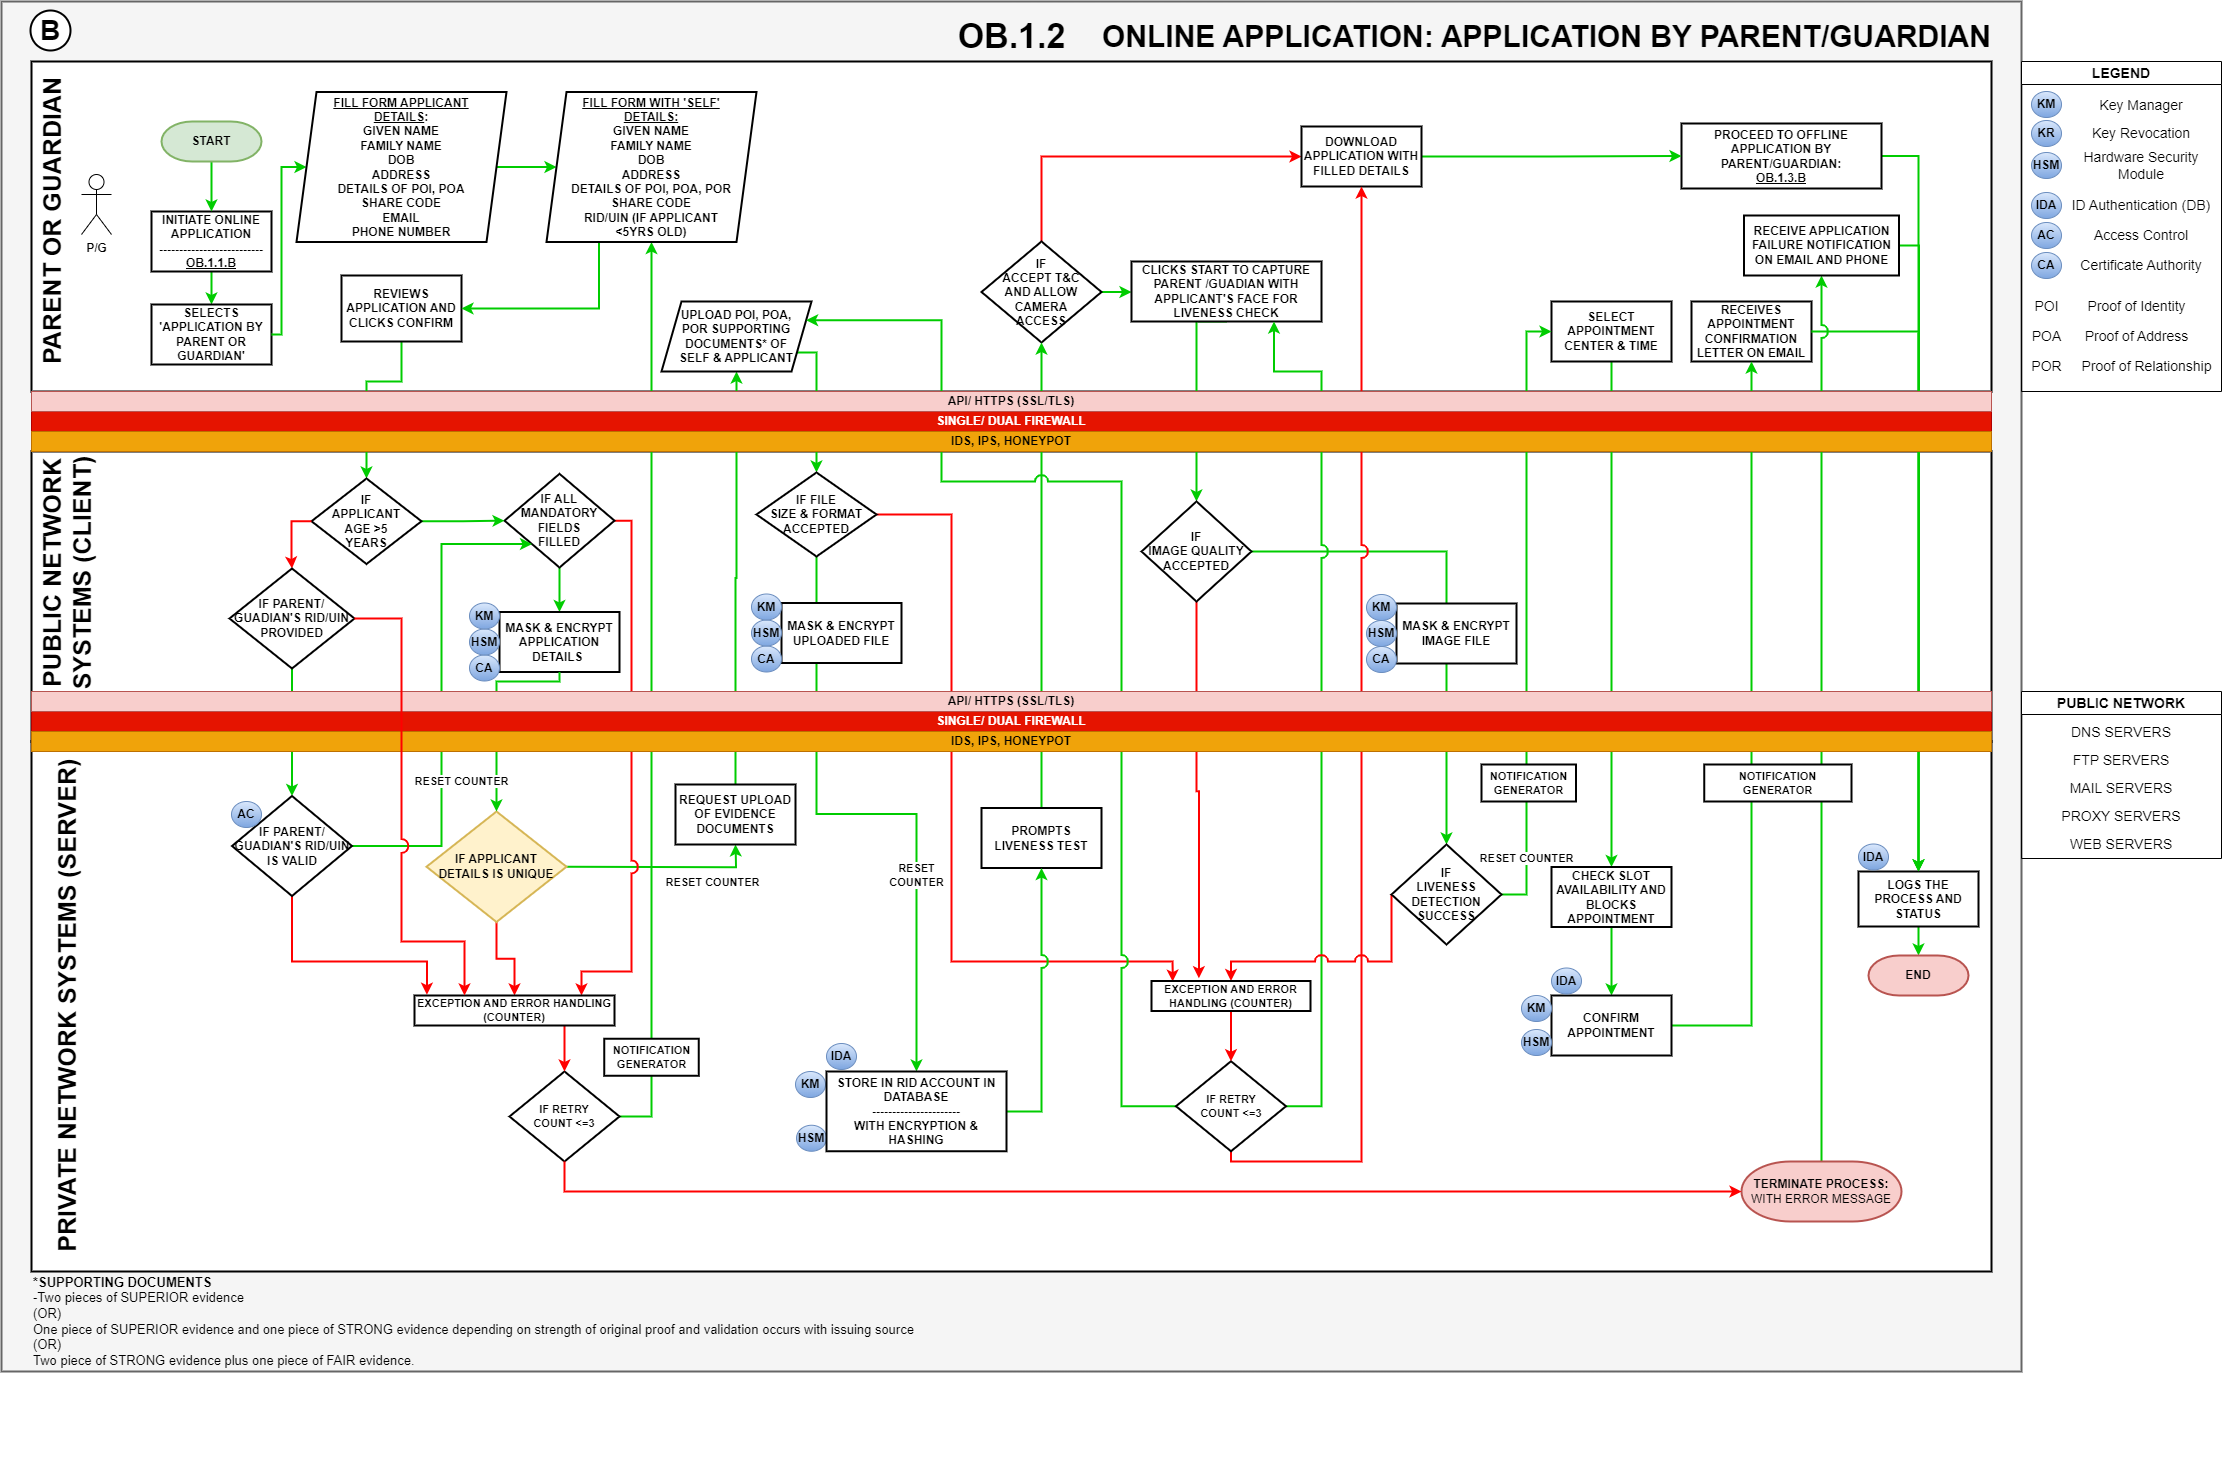 B
OB.1.2 ONLINE APPLICATION: APPLICATION BY PARENT/GUARDIAN
PARENT OR GUARDIAN
P/G
START
INITIATE ONLINE
APPLICATION
--------------------------
OB.1.1.B
SELECTS
'APPLICATION BY
PARENT OR
GUARDIAN'
FILL FORM APPLICANT
DETAILS:
GIVEN NAME
FAMILY NAME
DOB
ADDRESS
DETAILS OF POI, POA
SHARE CODE
EMAIL
PHONE NUMBER
FILL FORM WITH 'SELF'
DETAILS:
GIVEN NAME
FAMILY NAME
DOB
ADDRESS
DETAILS OF POI, POA, POR
SHARE CODE
RID/UIN (IF APPLICANT
<5YRS OLD)
REVIEWS
APPLICATION AND
CLICKS CONFIRM
UPLOAD POI, POA,
POR SUPPORTING
DOCUMENTS* OF
SELF & APPLICANT
IF
ACCEPT T&C
AND ALLOW
CAMERA
ACCESS
CLICKS START TO CAPTURE
PARENT /GUADIAN WITH
APPLICANT'S FACE FOR
LIVENESS CHECK
DOWNLOAD
APPLICATION WITH
FILLED DETAILS
PROCEED TO OFFLINE
APPLICATION BY
PARENT/GUARDIAN:
OB.1.3.B
RECEIVE APPLICATION
FAILURE NOTIFICATION
ON EMAIL AND PHONE
SELECT
APPOINTMENT
CENTER & TIME
RECEIVES
APPOINTMENT
CONFIRMATION
LETTER ON EMAIL
LEGEND
KM Key Manager
KR Key Revocation
HSM Hardware Security
Module
IDA ID Authentication (DB)
AC Access Control
CA Certificate Authority
POI Proof of Identity
POA Proof of Address
POR Proof of Relationship
API/ HTTPS (SSL/TLS)
SINGLE/ DUAL FIREWALL
IDS, IPS, HONEYPOT
PUBLIC NETWORK
SYSTEMS (CLIENT)
IF
APPLICANT
AGE >5
YEARS
IF ALL
MANDATORY
FIELDS
FILLED
IF PARENT/
GUADIAN'S RID/UIN
PROVIDED
KM
HSM
CA
MASK & ENCRYPT
APPLICATION
DETAILS
IF FILE
SIZE & FORMAT
ACCEPTED
KM
HSM
CA
MASK & ENCRYPT
UPLOADED FILE
IF
IMAGE QUALITY
ACCEPTED
KM
HSM
CA
MASK & ENCRYPT
IMAGE FILE
API/ HTTPS (SSL/TLS)
SINGLE/ DUAL FIREWALL
IDS, IPS, HONEYPOT
PUBLIC NETWORK
DNS SERVERS
FTP SERVERS
MAIL SERVERS
PROXY SERVERS
WEB SERVERS
PRIVATE NETWORK SYSTEMS (SERVER)
AC
IF PARENT/
GUADIAN'S RID/UIN
IS VALID
RESET COUNTER
IF APPLICANT
DETAILS IS UNIQUE
RESET COUNTER
REQUEST UPLOAD
OF EVIDENCE
DOCUMENTS
RESET
COUNTER
PROMPTS
LIVENESS TEST
EXCEPTION AND ERROR HANDLING
(COUNTER)
NOTIFICATION
GENERATOR
IF RETRY
COUNT <=3
IDA
KM
HSM
STORE IN RID ACCOUNT IN
DATABASE
----------------------
WITH ENCRYPTION &
HASHING
EXCEPTION AND ERROR
HANDLING (COUNTER)
IF RETRY
COUNT <=3
NOTIFICATION
GENERATOR
RESET COUNTER
IF
LIVENESS
DETECTION
SUCCESS
CHECK SLOT
AVAILABILITY AND
BLOCKS
APPOINTMENT
IDA
KM
HSM
CONFIRM
APPOINTMENT
NOTIFICATION
GENERATOR
IDA
LOGS THE
PROCESS AND
STATUS
END
TERMINATE PROCESS:
WITH ERROR MESSAGE
*SUPPORTING DOCUMENTS
-Two pieces of SUPERIOR evidence
(OR)
One piece of SUPERIOR evidence and one piece of STRONG evidence depending on strength of original proof and validation occurs with issuing source
(OR)
Two piece of STRONG evidence plus one piece of FAIR evidence.